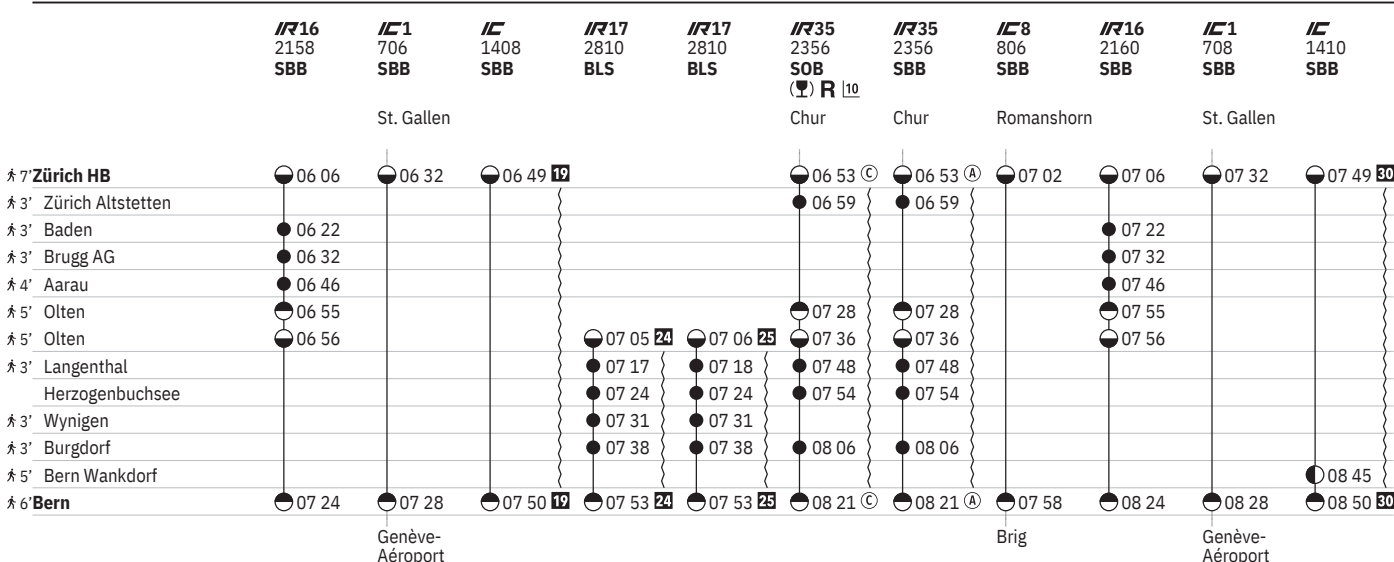 IR16 IC1 IC IR17 IR17 IR35 IR35 IC8 IR16 IC1 IC
2158 706 1408 2810 2810 2356 2356 806 2160 708 1410
SBB SBB SBB BLS BLS SOB SBB SBB SBB SBB SBB
R 10
St. Gallen Chur Chur Romanshorn St. Gallen
7' Zürich HB 06 06 06 32 06 49 19 06 53 C 06 53 A 07 02 07 06 07 32 07 49 30
3' Zürich Altstetten 06 59 06 59
3' Baden 06 22 07 22
3' Brugg AG 06 32 07 32
4' Aarau 06 46 07 46
5' Olten 06 55 07 28 07 28 07 55
5' Olten 06 56 07 05 24 07 06 25 07 36 07 36 07 56
3' Langenthal 07 17 07 18 07 48 07 48
Herzogenbuchsee 07 24 07 24 07 54 07 54
3' Wynigen 07 31 07 31
3' Burgdorf 07 38 07 38 08 06 08 06
5' Bern Wankdorf 08 45
6' Bern 07 24 07 28 07 50 19 07 53 24 07 53 25 08 21 C 08 21 A 07 58 08 24 08 28 08 50 30
Genève- Brig Genève-
Aéroport Aéroport